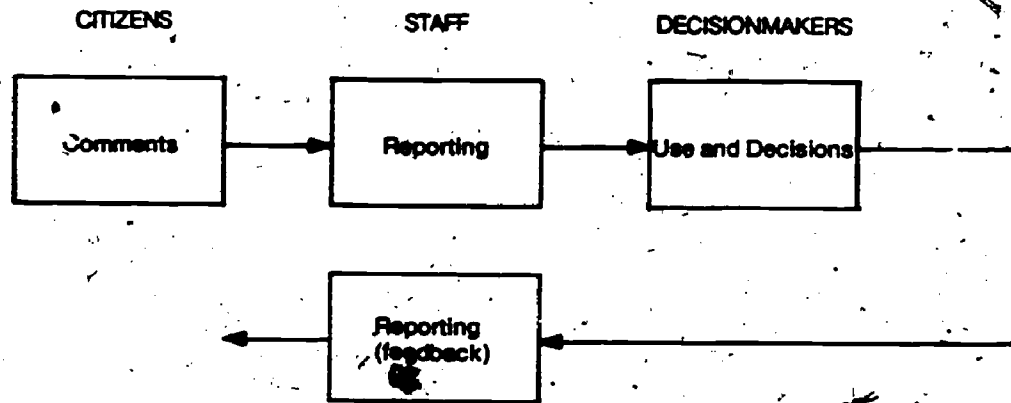 CITIZENS
STAFF
DECISIONMAKERS
Comments
Reporting
Use and Decisions
Reporting
(feedback)